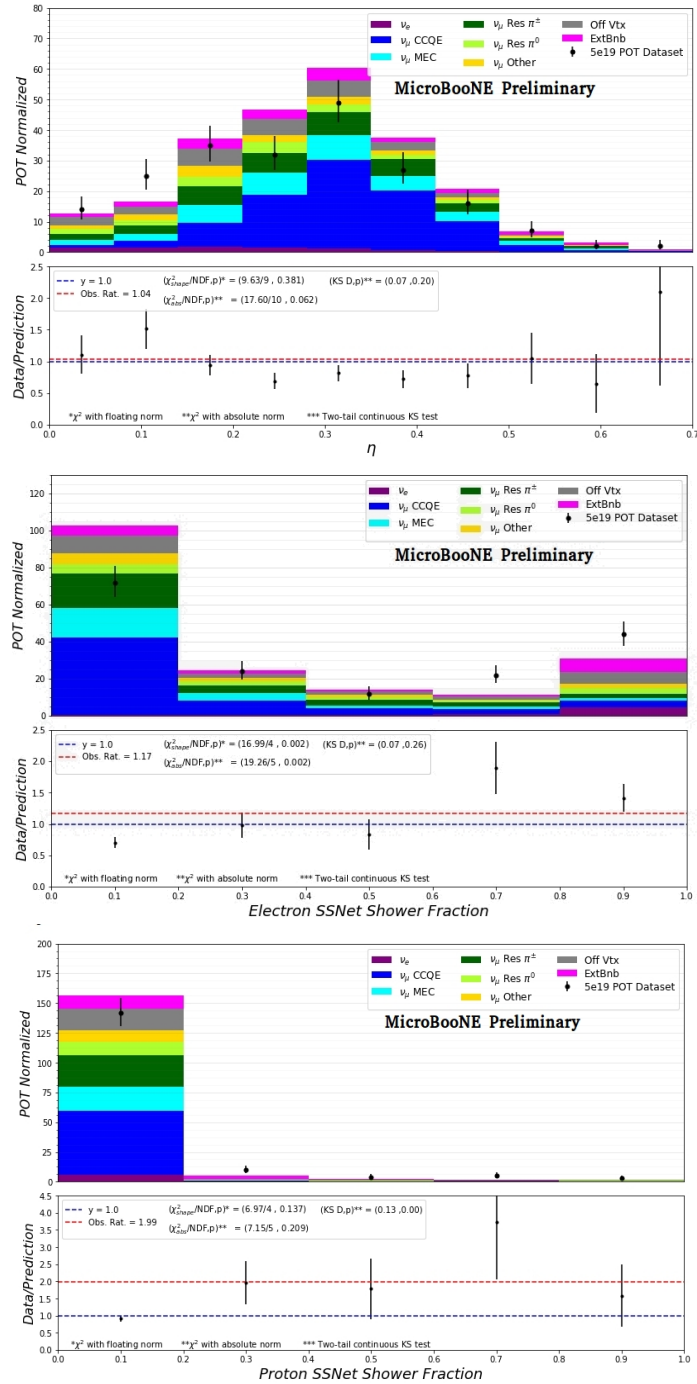 80
70
60
50
40
30
20
10
0
POT Normalized
νe
νμ CCQE
νμ MEC
νμ Res π±
νμ Res π0
νμ Other
Off Vtx
ExtBnb
5e19 POT Dataset
MicroBooNE Preliminary
2.5
2.0
1.5
1.0
0.5
0.0
Data/Prediction
y = 1.0
Obs. Rat. = 1.04
(χ²shape/NDF,p)* = (9.63/9 , 0.381)
(χ²abs/NDF,p)** = (17.60/10 , 0.062)
(KS D,p)** = (0.07 ,0.20)
*χ² with floating norm
**χ² with absolute norm
*** Two-tail continuous KS test
0.0 0.1 0.2 0.3 0.4 0.5 0.6 0.7
η
120
100
80
60
40
20
0
POT Normalized
νe
νμ CCQE
νμ MEC
νμ Res π±
νμ Res π0
νμ Other
Off Vtx
ExtBnb
5e19 POT Dataset
MicroBooNE Preliminary
2.5
2.0
1.5
1.0
0.5
0.0
Data/Prediction
y = 1.0
Obs. Rat. = 1.17
(χ²shape/NDF,p)* = (16.99/4 , 0.002)
(χ²abs/NDF,p)** = (19.26/5 , 0.002)
(KS D,p)** = (0.07 ,0.26)
*χ² with floating norm
**χ² with absolute norm
*** Two-tail continuous KS test
0.0 0.1 0.2 0.3 0.4 0.5 0.6 0.7 0.8 0.9 1.0
Electron SSNet Shower Fraction
200
175
150
125
100
75
50
25
0
POT Normalized
νe
νμ CCQE
νμ MEC
νμ Res π±
νμ Res π0
νμ Other
Off Vtx
ExtBnb
5e19 POT Dataset
MicroBooNE Preliminary
4.5
4.0
3.5
3.0
2.5
2.0
1.5
1.0
0.5
0.0
Data/Prediction
y = 1.0
Obs. Rat. = 1.99
(χ²shape/NDF,p)* = (6.97/4 , 0.137)
(χ²abs/NDF,p)** = (7.15/5 , 0.209)
(KS D,p)** = (0.13 ,0.00)
*χ² with floating norm
**χ² with absolute norm
*** Two-tail continuous KS test
0.0 0.1 0.2 0.3 0.4 0.5 0.6 0.7 0.8 0.9 1.0
Proton SSNet Shower Fraction